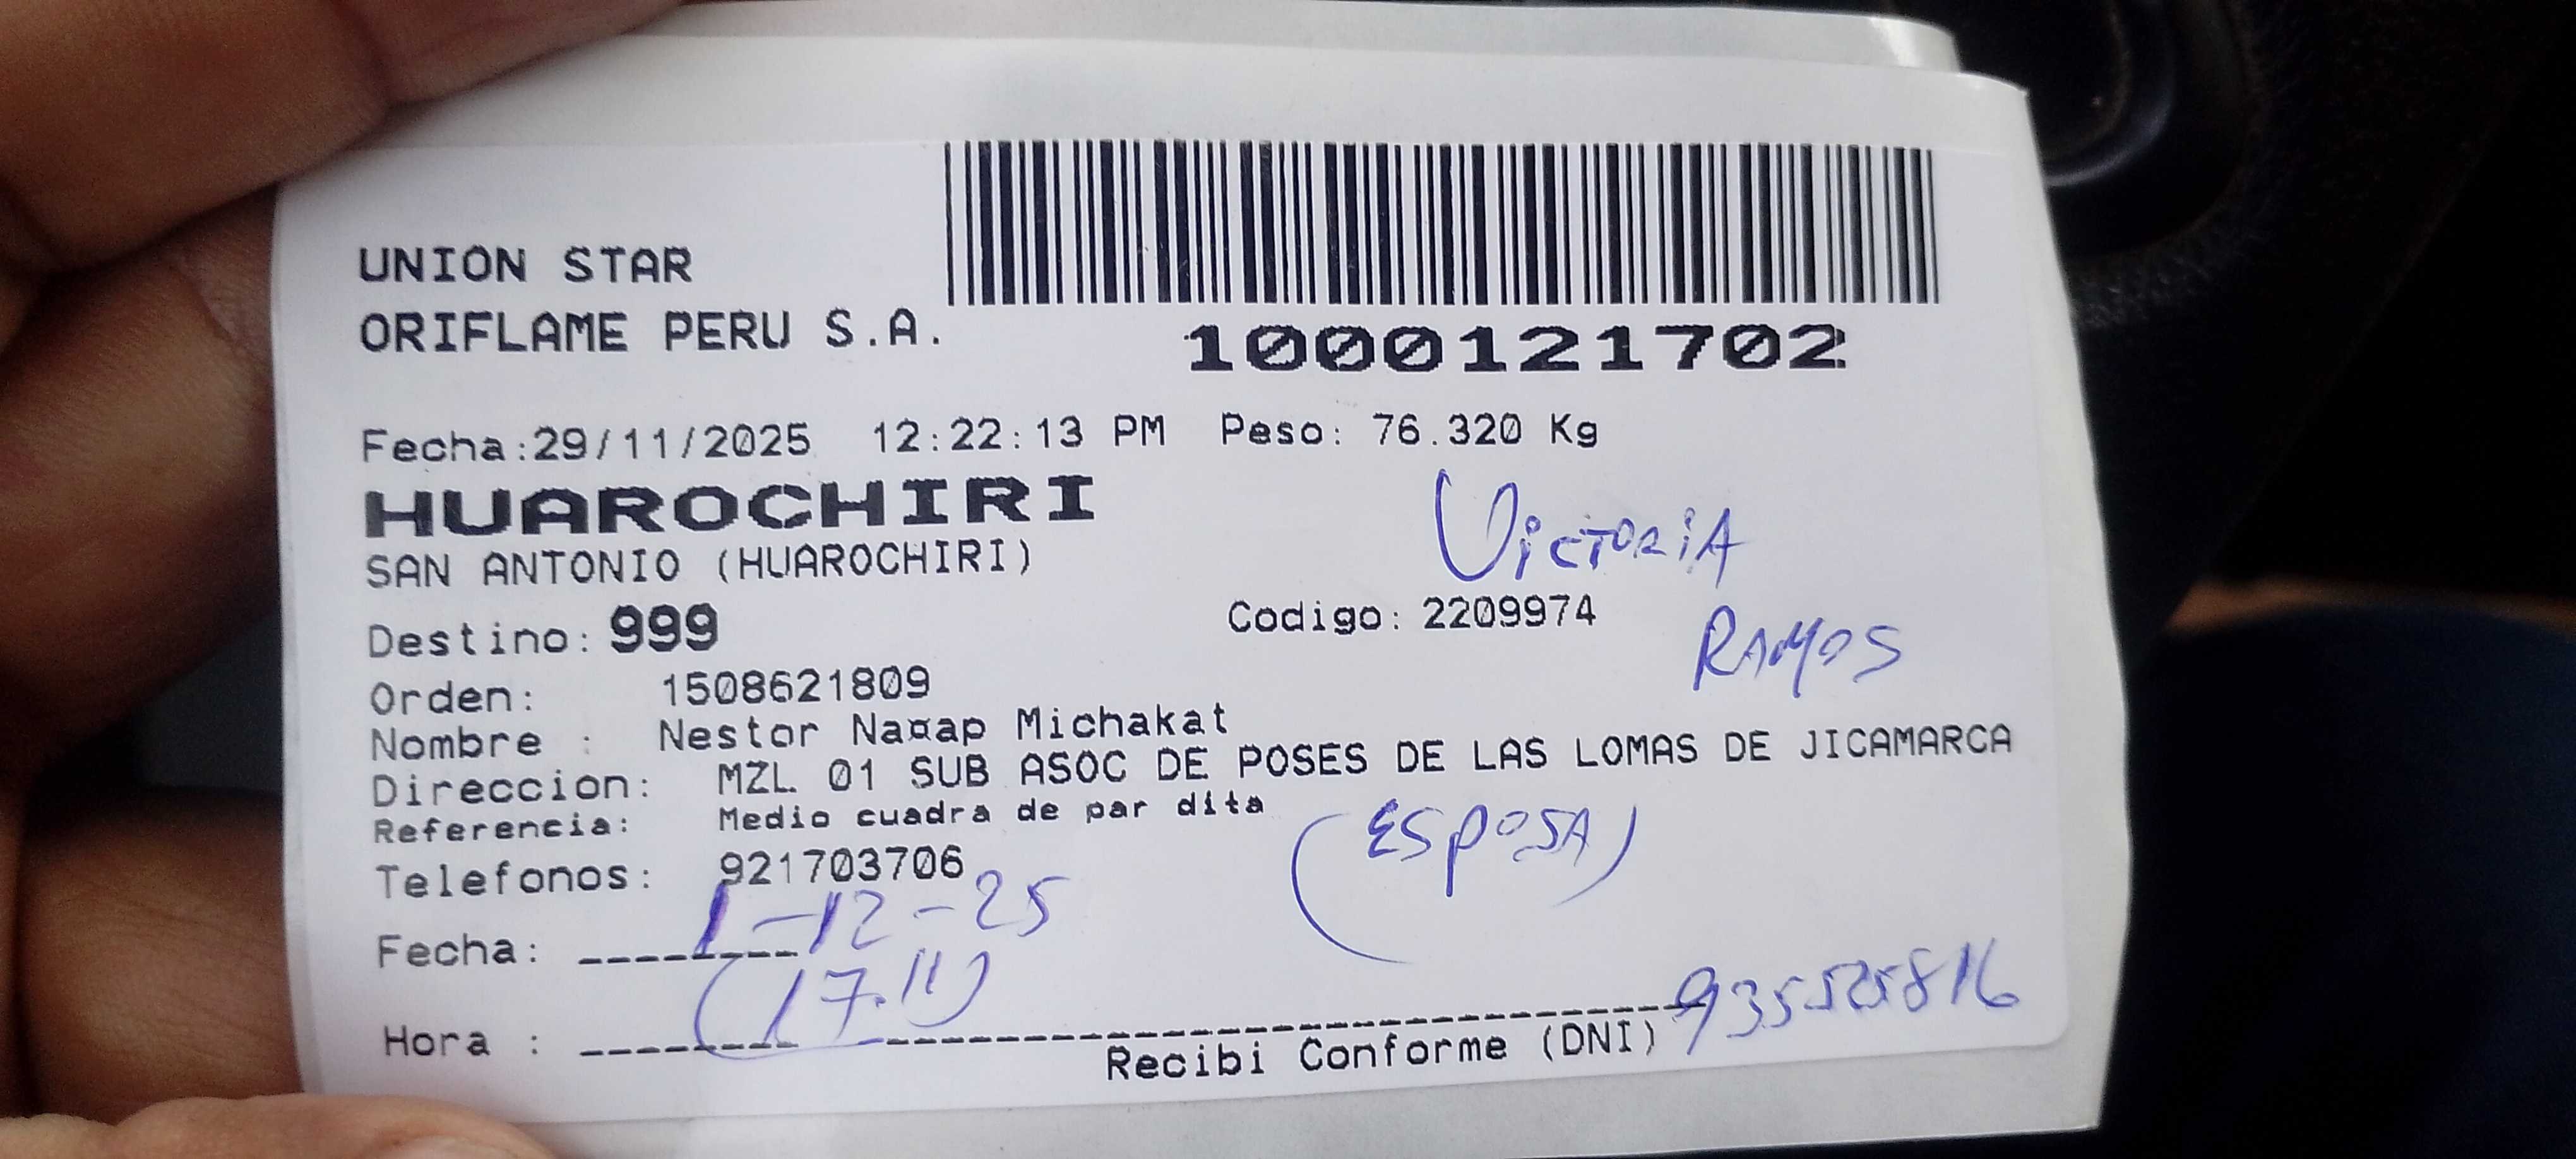 UNION STAR
ORIFLAME PERU S.A.
1000121702
Fecha:29/11/2025 12:22:13 PM Peso: 76.320 Kg
HUAROCHIRI
VICTORIA
SAN ANTONIO (HUAROCHIRI)
Destino: 999 Codigo: 2209974
RAMOS
Orden: 1508621809
Nombre : Nestor Na¤ap Michakat
Direccion: MZL 01 SUB ASOC DE POSES DE LAS LOMAS DE JICAMARCA
Referencia: Medio cuadra de par dita
(ESPOSA)
Telefonos: 921703706
Fecha: 1-12-25
Hora : (17.11)
Recibi Conforme (DNI)